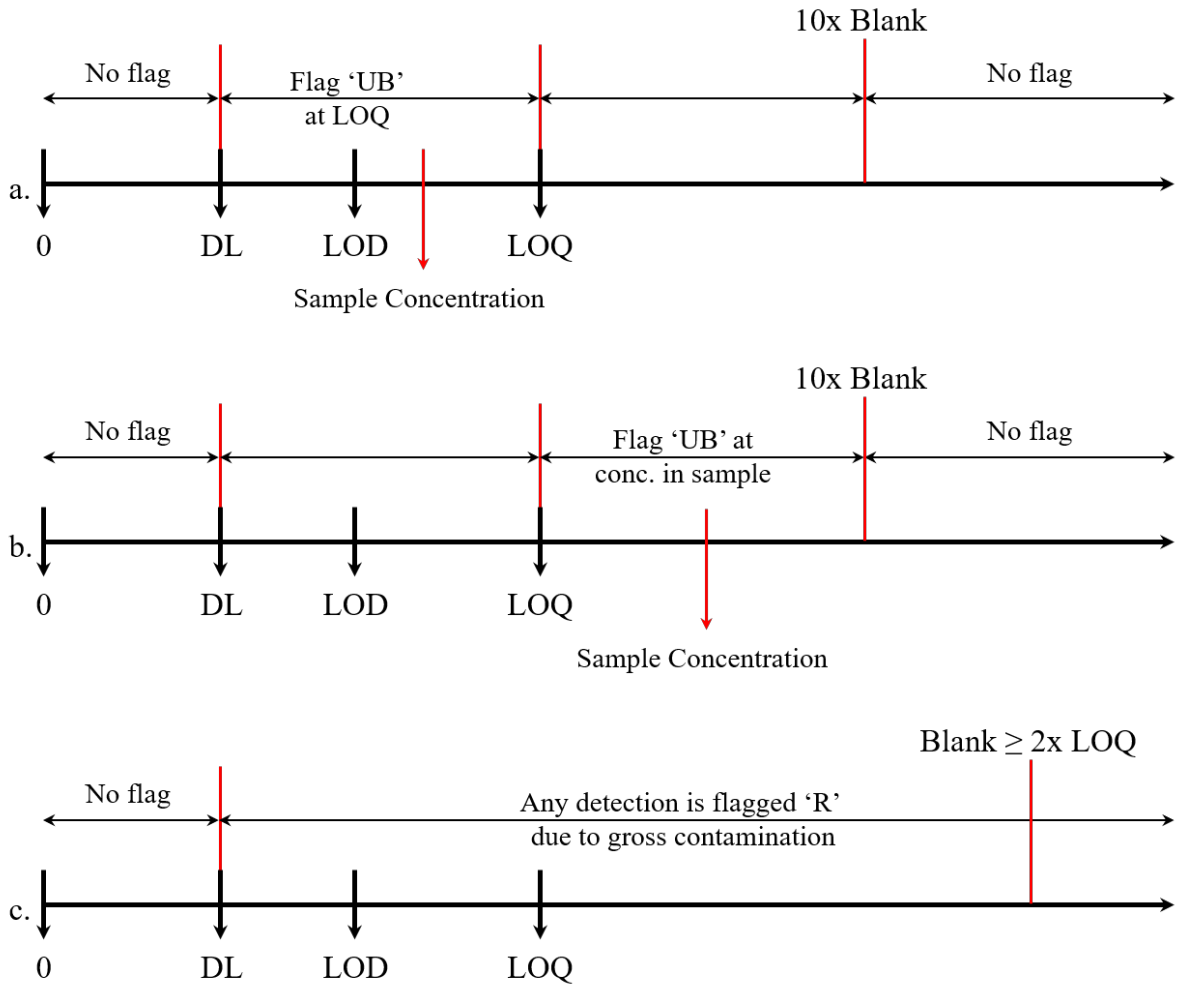 10x Blank
No flag
Flag ‘UB’
at LOQ
No flag
a.
0
DL
LOD
LOQ
Sample Concentration
10x Blank
No flag
Flag ‘UB’ at
conc. in sample
No flag
b.
0
DL
LOD
LOQ
Sample Concentration
Blank ≥ 2x LOQ
No flag
Any detection is flagged ‘R’
due to gross contamination
c.
0
DL
LOD
LOQ